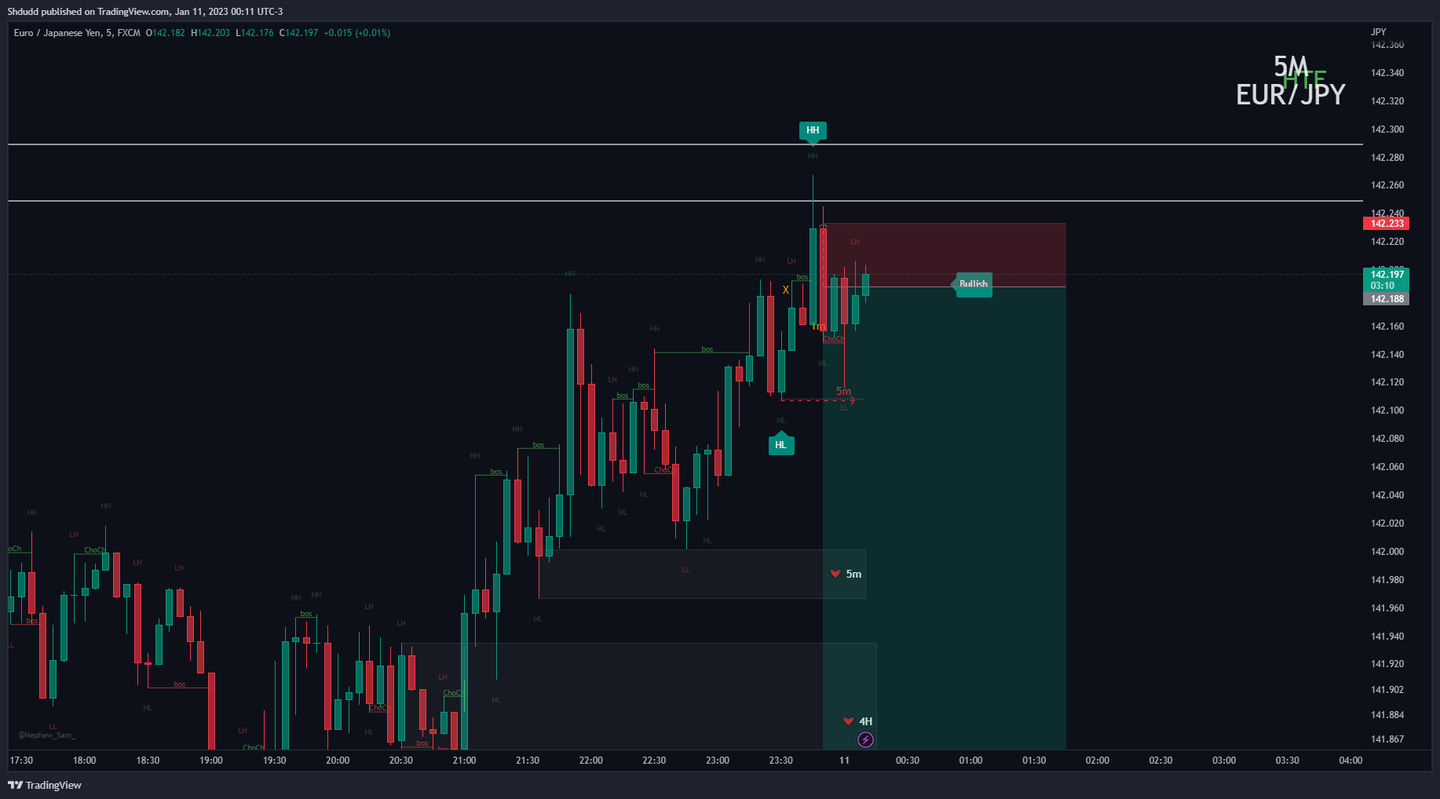 Shdudd published on TradingView.com, Jan 11, 2023 00:11 UTC-3
Euro / Japanese Yen, 5, FXCM O142.182 H142.203 L142.176 C142.197 +0.015 (+0.01%)
JPY
142.360
5M
HTF
142.340
EUR/JPY
142.320
HH
142.300
HH
142.280
142.260
142.240
142.233
LH
142.220
HH
LH
HH
bos
142.197
03:10
Bullish
X
142.188
1m
142.160
HH
ChoCh
bos
142.140
HL
HH
LH
142.120
bos
5m
bos
LL
142.100
HL
HH
HL
bos
142.080
HH
bos
ChoCh
142.060
HL
142.040
HH
HH
HL
HL
142.020
LH
HL
ChoCh
ChoCh
142.000
LH
LH
LL
5m
141.980
HH
HH
LH
141.960
bos
bos
LH
HL
141.940
LL
141.920
LH
bos
ChoCh
141.902
HL
HL
ChoCh
141.884
LL
LH
HL
4H
@Nephew_Sam_
bos
141.867
ChoCh
bos
17:30 18:00 18:30 19:00 19:30 20:00 20:30 21:00 21:30 22:00 22:30 23:00 23:30 11 00:30 01:00 01:30 02:00 02:30 03:00 03:30 04:00
TradingView